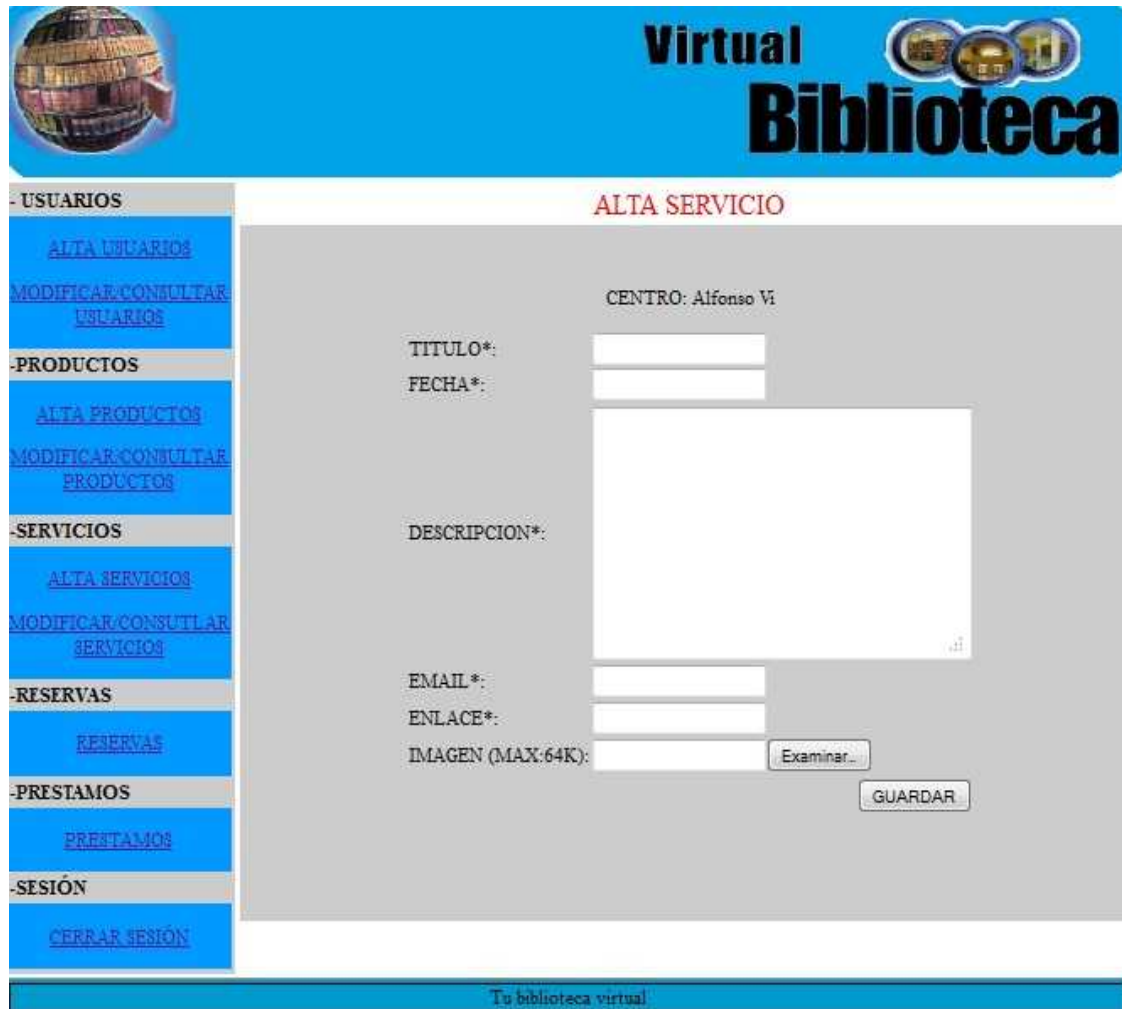 Virtual
Biblioteca
- USUARIOS
ALTA USUARIOS
MODIFICAR/CONSULTAR
USUARIOS
-PRODUCTOS
ALTA PRODUCTOS
MODIFICAR/CONSULTAR
PRODUCTOS
-SERVICIOS
ALTA SERVICIOS
MODIFICAR/CONSUTLAR
SERVICIOS
-RESERVAS
RESERVAS
-PRESTAMOS
PRESTAMOS
-SESIÓN
CERRAR SESIÓN
ALTA SERVICIO
CENTRO: Alfonso Vi
TITULO*:
FECHA*:
DESCRIPCION*:
EMAIL*:
ENLACE*:
IMAGEN (MAX:64K):
Examinar...
GUARDAR
Tu biblioteca virtual